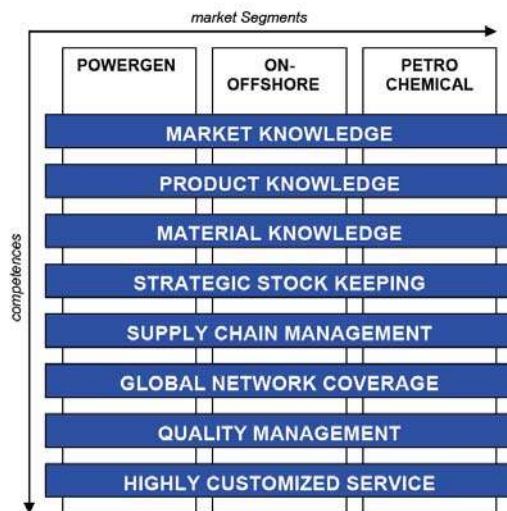 market Segments
POWERGEN
ON-
OFFSHORE
PETRO
CHEMICAL
competences
MARKET KNOWLEDGE
PRODUCT KNOWLEDGE
MATERIAL KNOWLEDGE
STRATEGIC STOCK KEEPING
SUPPLY CHAIN MANAGEMENT
GLOBAL NETWORK COVERAGE
QUALITY MANAGEMENT
HIGHLY CUSTOMIZED SERVICE